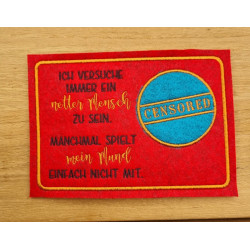 ICH VERSUCHE
IMMER EIN
netter Mensch
ZU SEIN.
MANCHMAL SPIELT
mein Mund
EINFACH NICHT MIT...
CENSORED